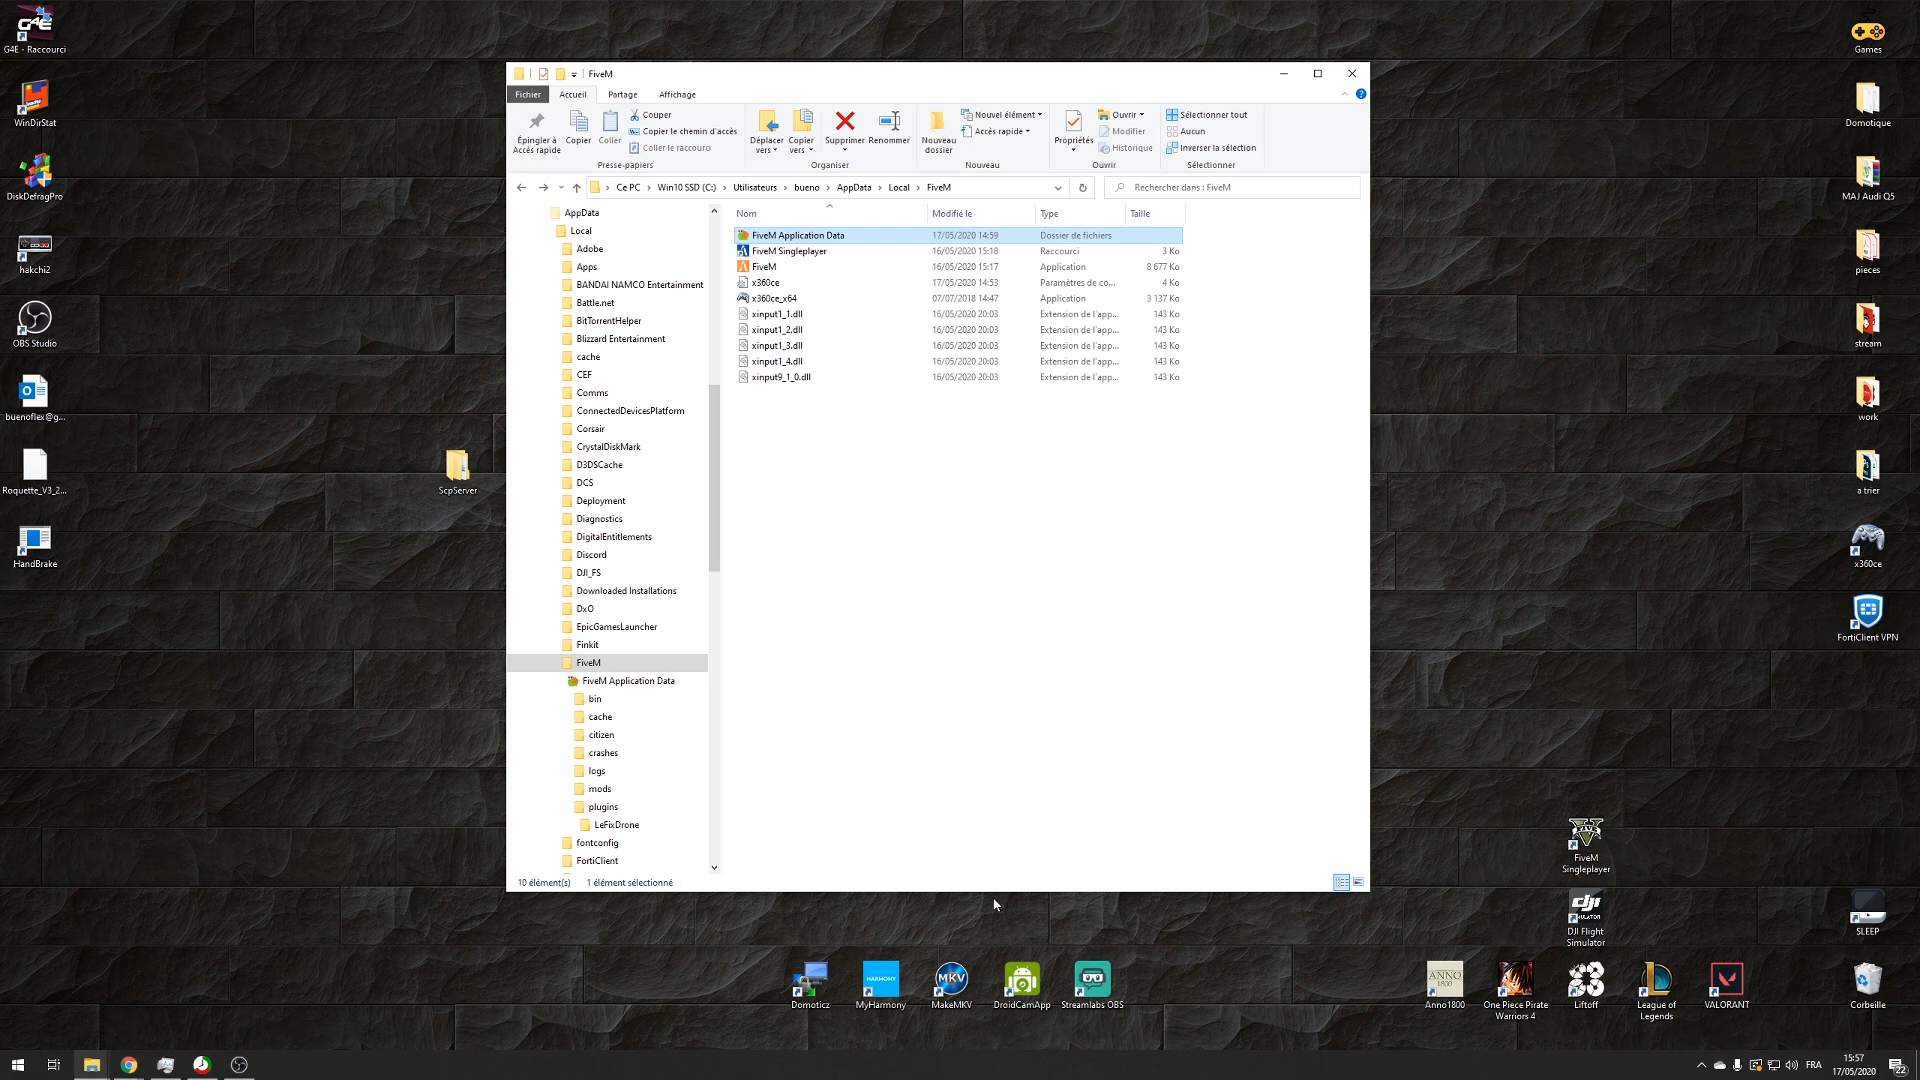 G4E - Raccourci
WinDirStat
DiskDefragPro
hakchi2
OBS Studio
buenoflex@g...
Roquette_V3_2...
HandBrake
ScpServer
FiveM
Fichier
Accueil
Partage
Affichage
Épingler à
Accès rapide
Copier
Coller
Couper
Copier le chemin d'accès
Coller le raccourci
Presse-papiers
Déplacer
vers
Copier
vers
Supprimer
Renommer
Organiser
Nouveau
dossier
Nouvel élément
Accès rapide
Nouveau
Propriétés
Ouvrir
Modifier
Historique
Ouvrir
Sélectionner tout
Aucun
Inverser la sélection
Sélectionner
Ce PC > Win10 SSD (C:) > Utilisateurs > bueno > AppData > Local > FiveM
Rechercher dans : FiveM
AppData
Local
Adobe
Apps
BANDAI NAMCO Entertainment
Battle.net
BitTorrentHelper
Blizzard Entertainment
cache
CEF
Comms
ConnectedDevicesPlatform
Corsair
CrystalDiskMark
D3DSCache
DCS
Deployment
Diagnostics
DigitalEntitlements
Discord
DJI_FS
Downloaded Installations
DxO
EpicGamesLauncher
Finkit
FiveM
FiveM Application Data
bin
cache
citizen
crashes
logs
mods
plugins
LeFixDrone
fontconfig
FortiClient
Nom Modifié le Type Taille
FiveM Application Data 17/05/2020 14:59 Dossier de fichiers
FiveM Singleplayer 16/05/2020 15:18 Raccourci 3 Ko
FiveM 16/05/2020 15:17 Application 8 677 Ko
x360ce 17/05/2020 14:53 Paramètres de co... 4 Ko
x360ce_x64 07/07/2018 14:47 Application 3 137 Ko
xinput1_1.dll 16/05/2020 20:03 Extension de l'app... 143 Ko
xinput1_2.dll 16/05/2020 20:03 Extension de l'app... 143 Ko
xinput1_3.dll 16/05/2020 20:03 Extension de l'app... 143 Ko
xinput1_4.dll 16/05/2020 20:03 Extension de l'app... 143 Ko
xinput9_1_0.dll 16/05/2020 20:03 Extension de l'app... 143 Ko
10 élément(s) 1 élément sélectionné
Games
Domotique
MAJ Audi Q5
pieces
stream
work
a trier
x360ce
FortiClient VPN
FiveM
Singleplayer
dji
DJI Flight
Simulator
SLEEP
Domoticz
HARMONY
MyHarmony
MKV
MakeMKV
DroidCamApp
Streamlabs OBS
ANNO
1800
Anno1800
One Piece Pirate
Warriors 4
Liftoff
League of
Legends
VALORANT
Corbeille
FRA
15:57
17/05/2020
22